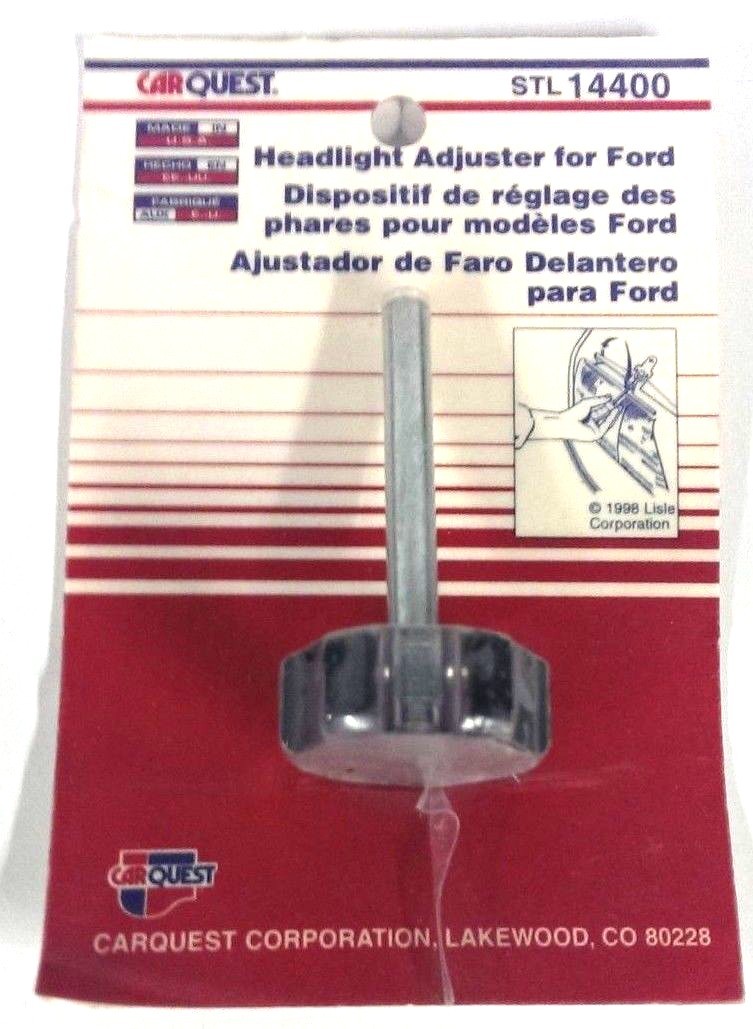 CARQUEST®
STL 14400
MADE IN
U.S.A
HECHO EN
EE.UU
FABRIQUÉ
AUX É.-U.
Headlight Adjuster for Ford
Dispositif de réglage des
phares pour modèles Ford
Ajustador de Faro Delantero
para Ford
© 1998 Lisle
Corporation
CARQUEST
CARQUEST CORPORATION, LAKEWOOD, CO 80228